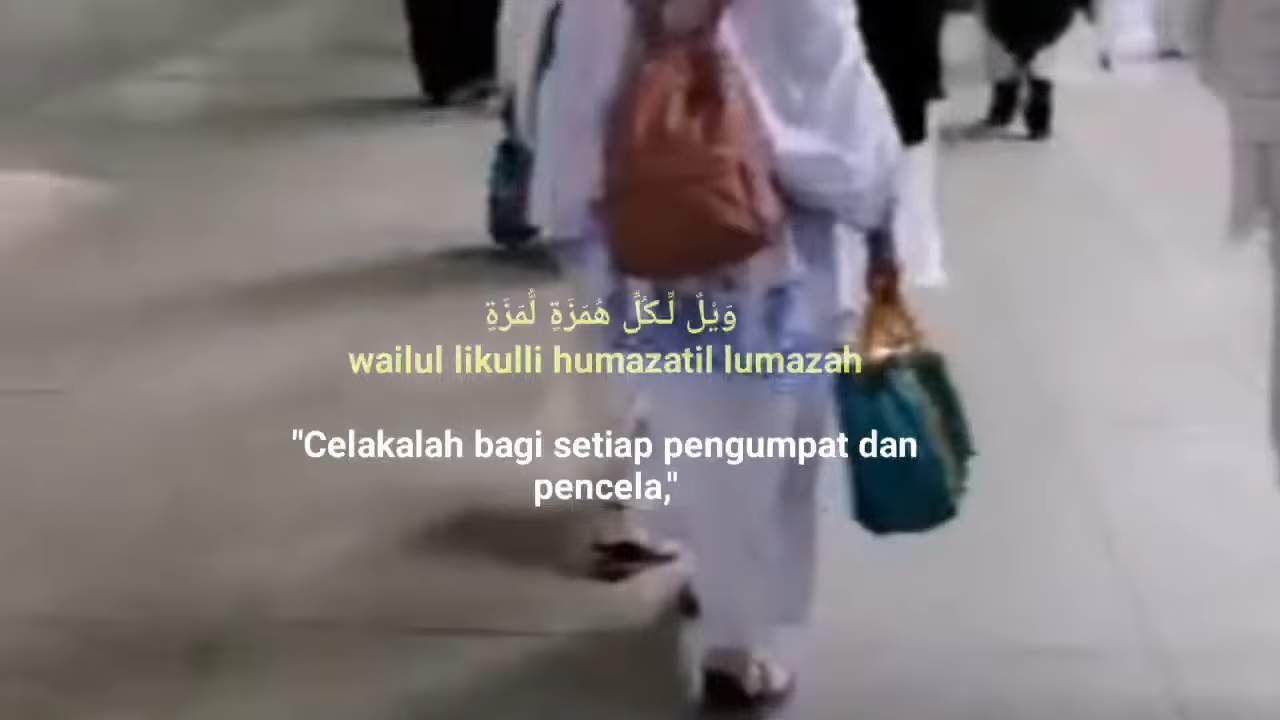 وَيْلٌ لِّكُلِّ هُمَزَةٍ لُّمَزَةٍ
wailul likulli humazatil lumazah
"Celakalah bagi setiap pengumpat dan
pencela,"